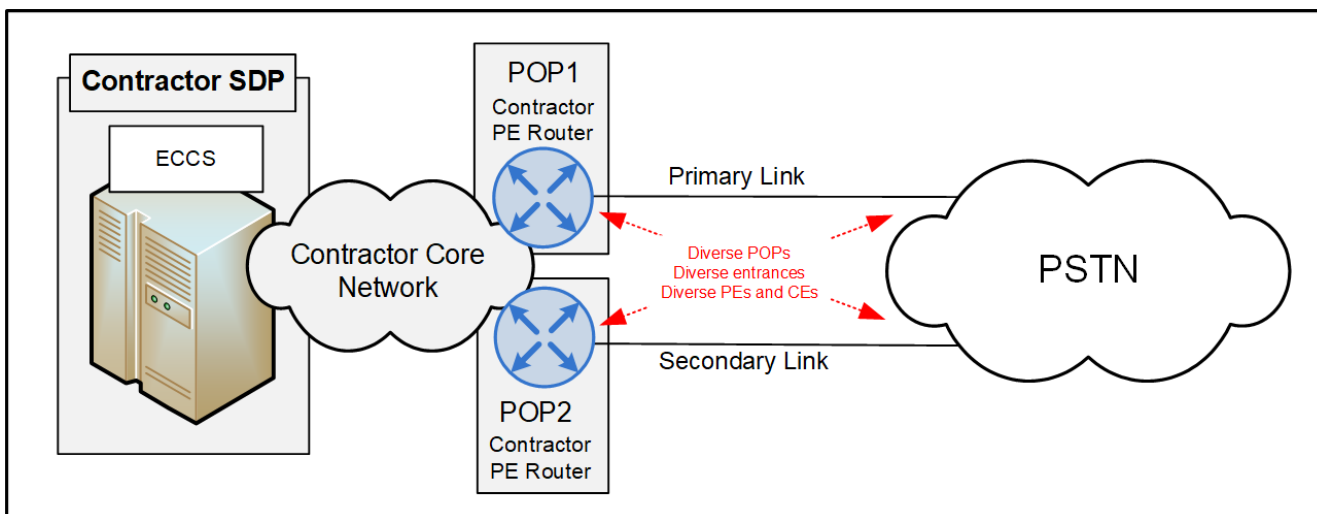 Contractor SDP
ECCS
Contractor Core
Network
POP1
Contractor
PE Router
POP2
Contractor
PE Router
Primary Link
Diverse POPs
Diverse entrances
Diverse PEs and CEs
Secondary Link
PSTN